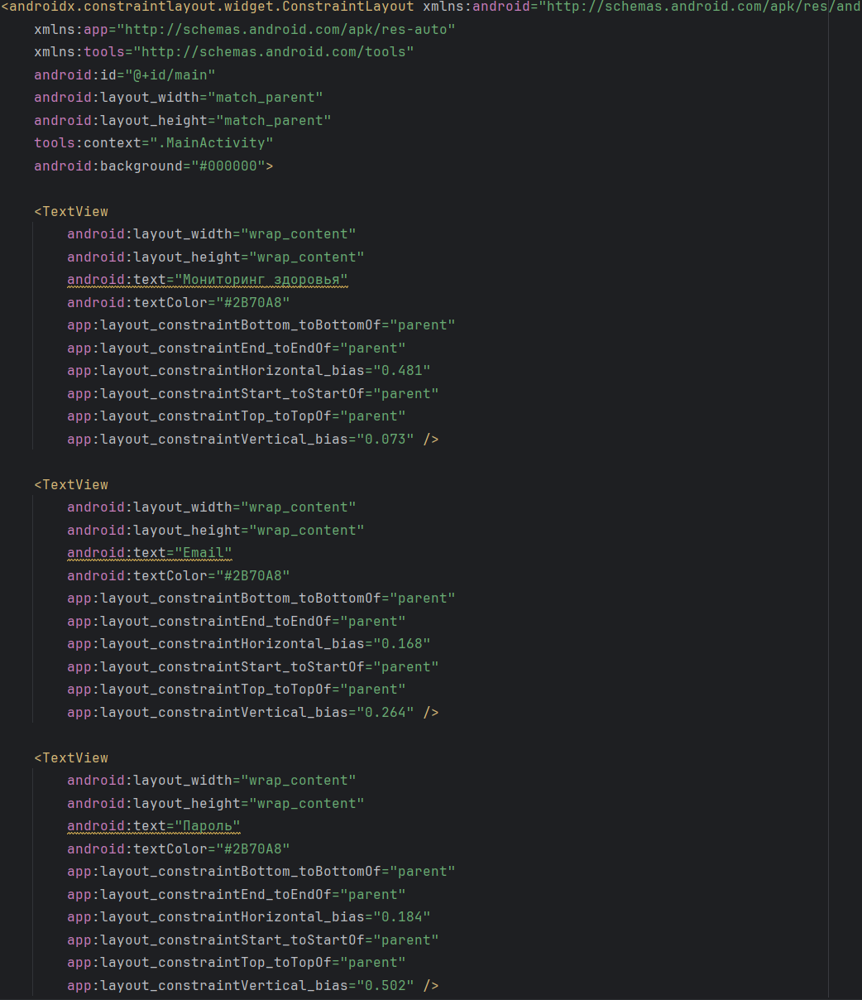 <androidx.constraintlayout.widget.ConstraintLayout xmlns:android="http://schemas.android.com/apk/res/and
xmlns:app="http://schemas.android.com/apk/res-auto"
xmlns:tools="http://schemas.android.com/tools"
android:id="@+id/main"
android:layout_width="match_parent"
android:layout_height="match_parent"
tools:context=".MainActivity"
android:background="#000000">
<TextView
android:layout_width="wrap_content"
android:layout_height="wrap_content"
android:text="Мониторинг здоровья"
android:textColor="#2B70A8"
app:layout_constraintBottom_toBottomOf="parent"
app:layout_constraintEnd_toEndOf="parent"
app:layout_constraintHorizontal_bias="0.481"
app:layout_constraintStart_toStartOf="parent"
app:layout_constraintTop_toTopOf="parent"
app:layout_constraintVertical_bias="0.073" />
<TextView
android:layout_width="wrap_content"
android:layout_height="wrap_content"
android:text="Email"
android:textColor="#2B70A8"
app:layout_constraintBottom_toBottomOf="parent"
app:layout_constraintEnd_toEndOf="parent"
app:layout_constraintHorizontal_bias="0.168"
app:layout_constraintStart_toStartOf="parent"
app:layout_constraintTop_toTopOf="parent"
app:layout_constraintVertical_bias="0.264" />
<TextView
android:layout_width="wrap_content"
android:layout_height="wrap_content"
android:text="Пароль"
android:textColor="#2B70A8"
app:layout_constraintBottom_toBottomOf="parent"
app:layout_constraintEnd_toEndOf="parent"
app:layout_constraintHorizontal_bias="0.184"
app:layout_constraintStart_toStartOf="parent"
app:layout_constraintTop_toTopOf="parent"
app:layout_constraintVertical_bias="0.502" />